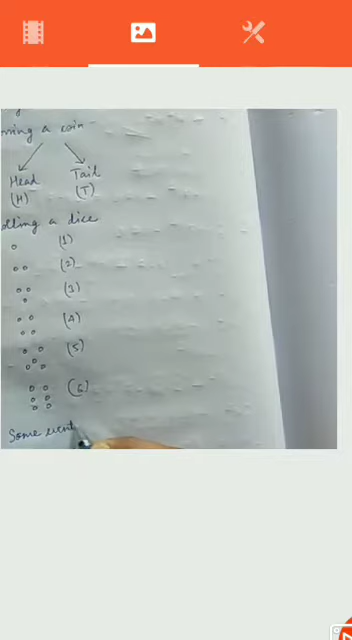 a coin
Head Tail
(H) (T)
a dice
(1)
(2)
(3)
(4)
(5)
(6)
Some